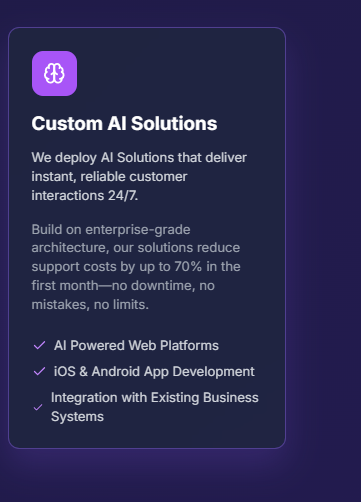 Custom AI Solutions
We deploy AI Solutions that deliver
instant, reliable customer
interactions 24/7.
Build on enterprise-grade
architecture, our solutions reduce
support costs by up to 70% in the
first month—no downtime, no
mistakes, no limits.
AI Powered Web Platforms
iOS & Android App Development
Integration with Existing Business
Systems